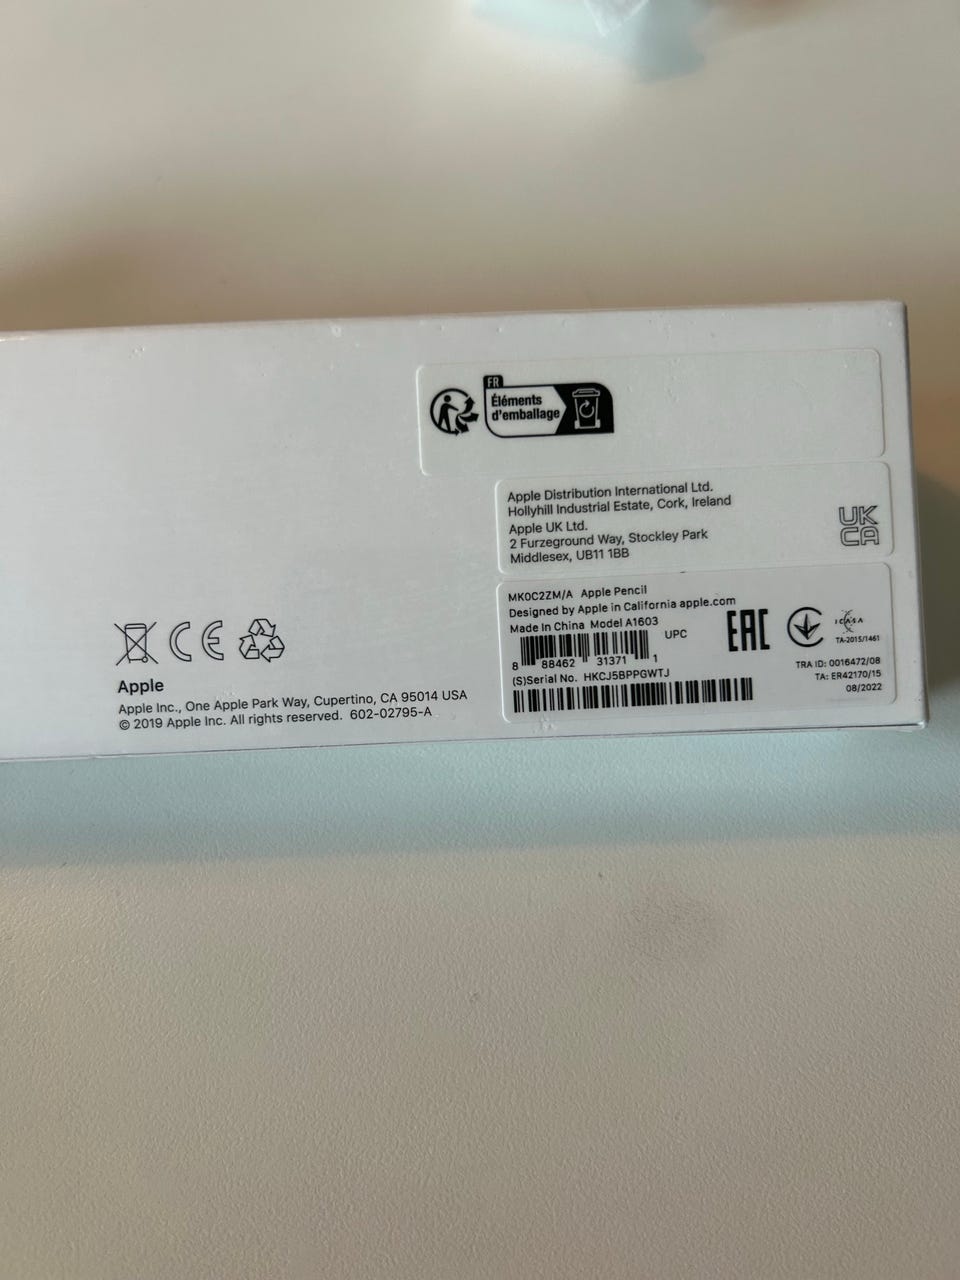 FR
Éléments
d'emballage
Apple Distribution International Ltd.
Hollyhill Industrial Estate, Cork, Ireland
Apple UK Ltd.
2 Furzeground Way, Stockley Park
Middlesex, UB11 1BB
UK
CA
MK0C2ZM/A Apple Pencil
Designed by Apple in California apple.com
Made In China Model A1603
UPC
8 88462 31371 1
(S)Serial No. HKCJ5BPPGWTJ
EAC
ICASA
TA-2015/1461
TRA ID: 0016472/08
TA: ER42170/15
08/2022
CE
Apple
Apple Inc., One Apple Park Way, Cupertino, CA 95014 USA
© 2019 Apple Inc. All rights reserved. 602-02795-A